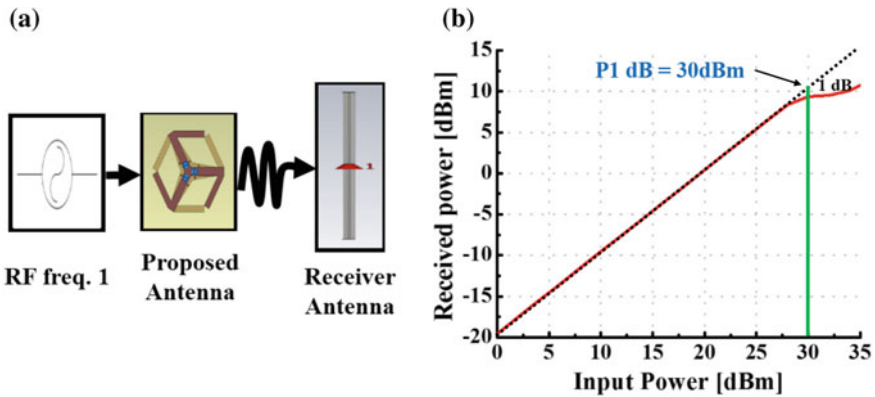 (a)
RF freq. 1
Proposed
Antenna
1
Receiver
Antenna
(b)
Received power [dBm]
15
10
5
0
-5
-10
-15
-20
P1 dB = 30dBm
1 dB
0 5 10 15 20 25 30 35
Input Power [dBm]